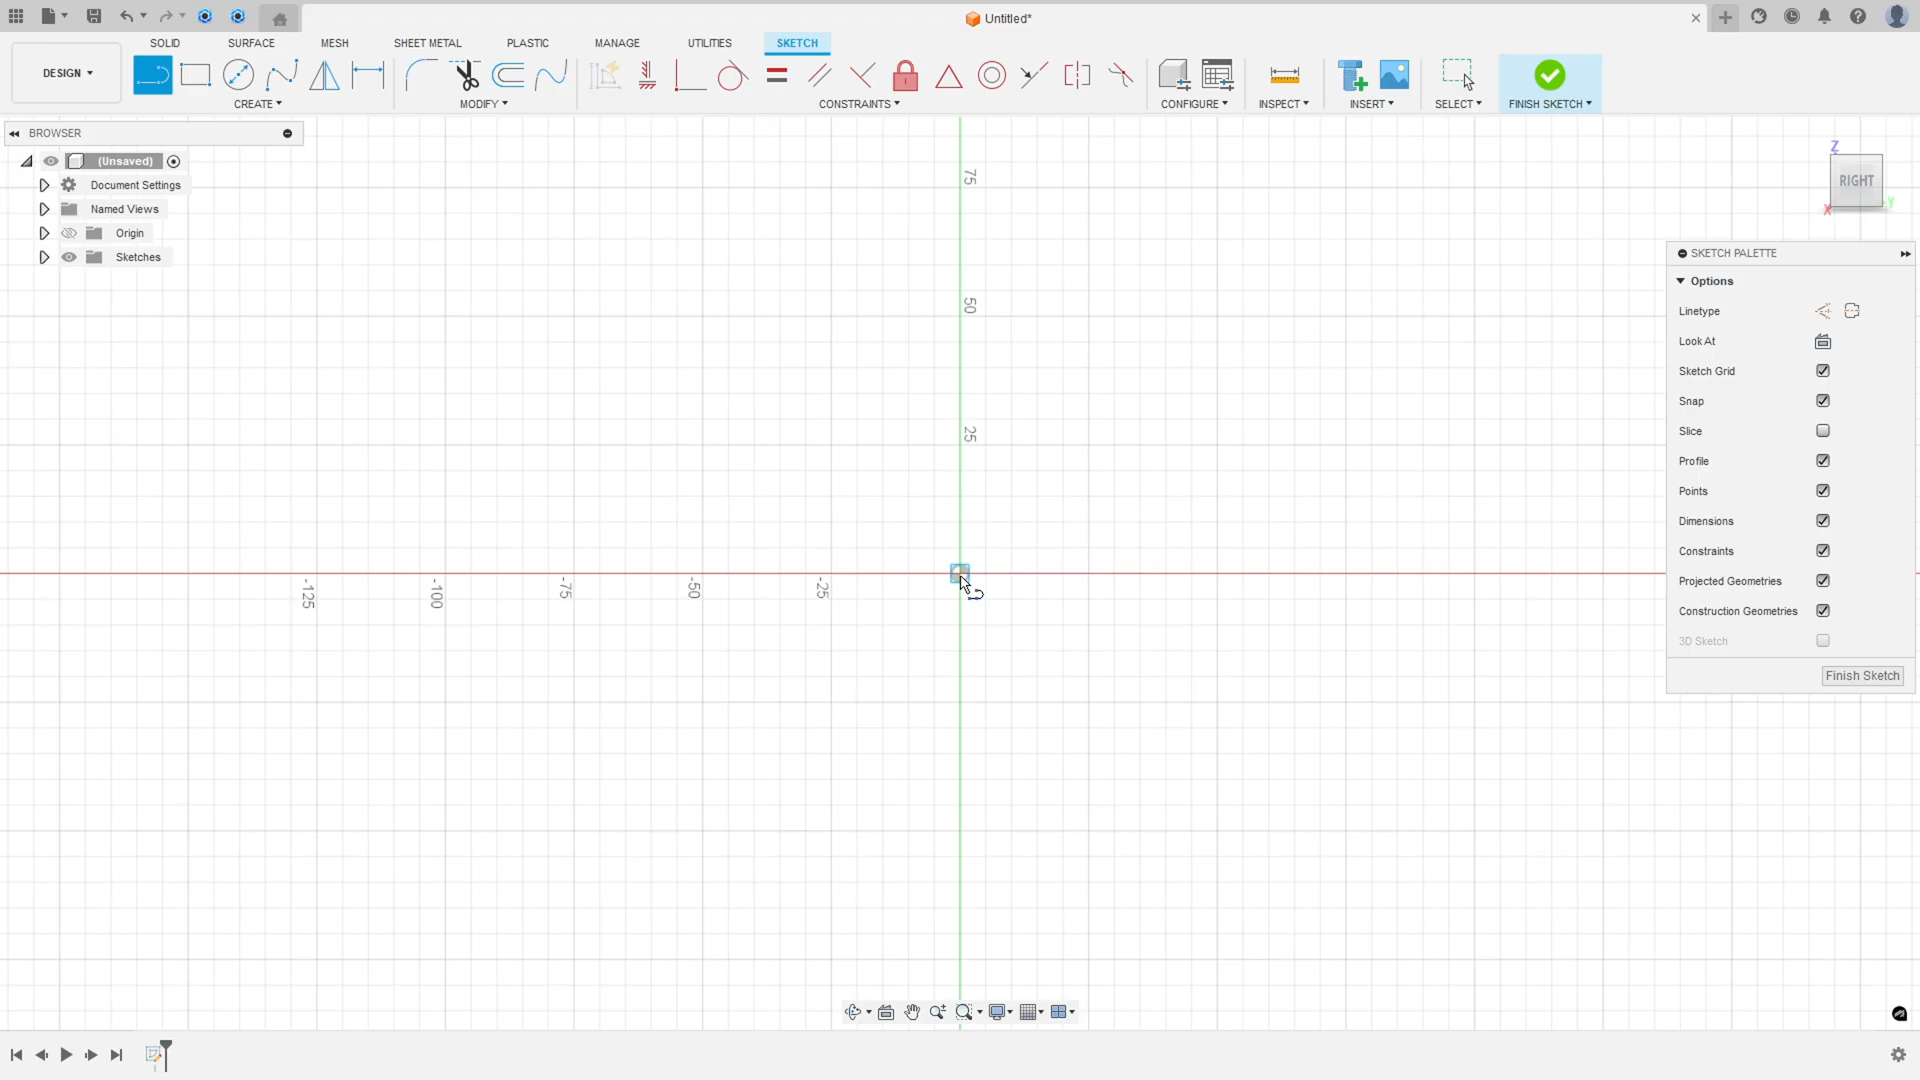 Untitled*
SOLID SURFACE MESH SHEET METAL PLASTIC MANAGE UTILITIES SKETCH
DESIGN
CREATE MODIFY CONSTRAINTS CONFIGURE INSPECT INSERT SELECT FINISH SKETCH
BROWSER
(Unsaved)
Document Settings
Named Views
Origin
Sketches
75
50
25
-125 -100 -75 -50 -25
Z
RIGHT
X
Y
SKETCH PALETTE
Options
Linetype
Look At
Sketch Grid
Snap
Slice
Profile
Points
Dimensions
Constraints
Projected Geometries
Construction Geometries
3D Sketch
Finish Sketch